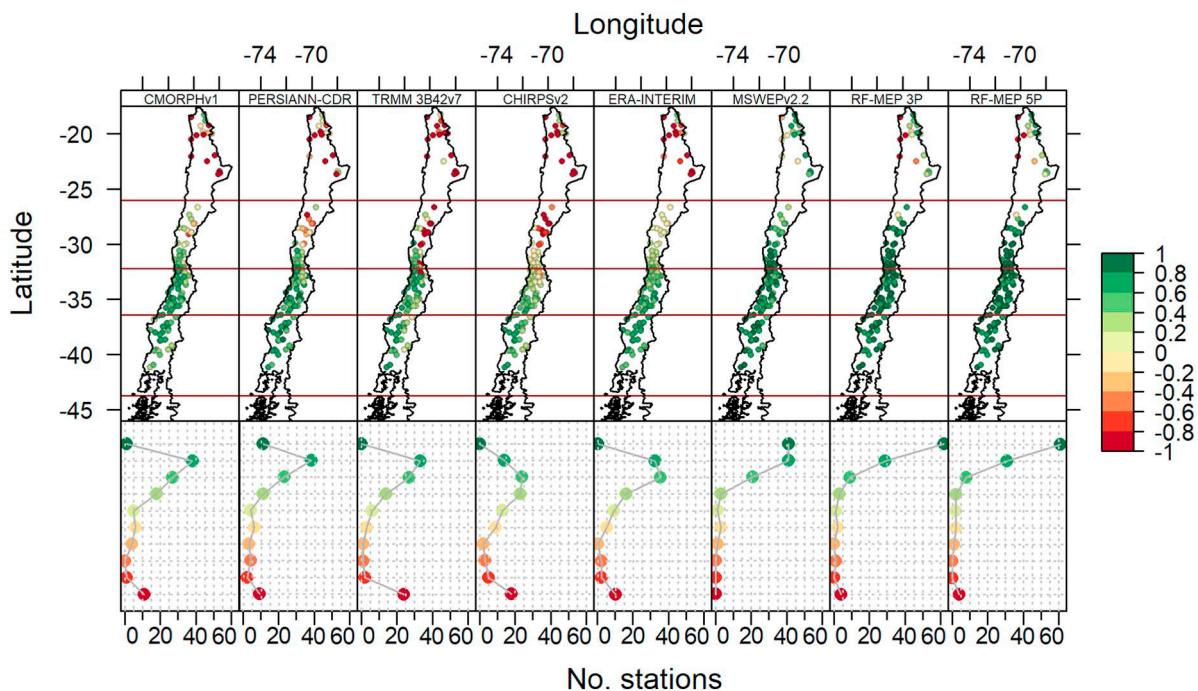 Longitude
-74 -70 -74 -70 -74 -70 -74 -70
CMORPHv1 PERSIANN-CDR TRMM 3B42v7 CHIRPSv2 ERA-INTERIM MSWEPv2.2 RF-MEP 3P RF-MEP 5P
Latitude
-20
-25
-30
-35
-40
-45
1
0.8
0.6
0.4
0.2
0
-0.2
-0.4
-0.6
-0.8
-1
0 20 40 60 0 20 40 60 0 20 40 60 0 20 40 60 0 20 40 60 0 20 40 60 0 20 40 60 0 20 40 60
No. stations